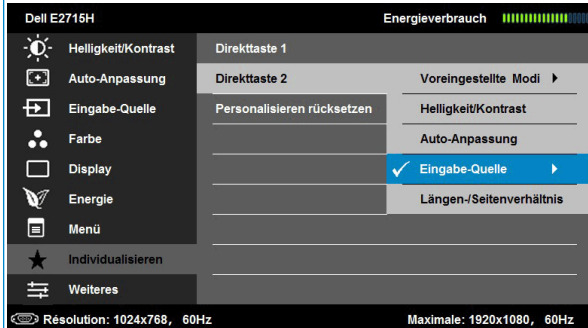 Dell E2715H Energieverbrauch
Helligkeit/Kontrast Direkttaste 1
Auto-Anpassung Direkttaste 2 Voreingestellte Modi
Eingabe-Quelle Personalisieren rücksetzen Helligkeit/Kontrast
Farbe Auto-Anpassung
Display Eingabe-Quelle
Energie Längen-/Seitenverhältnis
Menü
Individualisieren
Weiteres
Résolution: 1024x768, 60Hz Maximale: 1920x1080, 60Hz